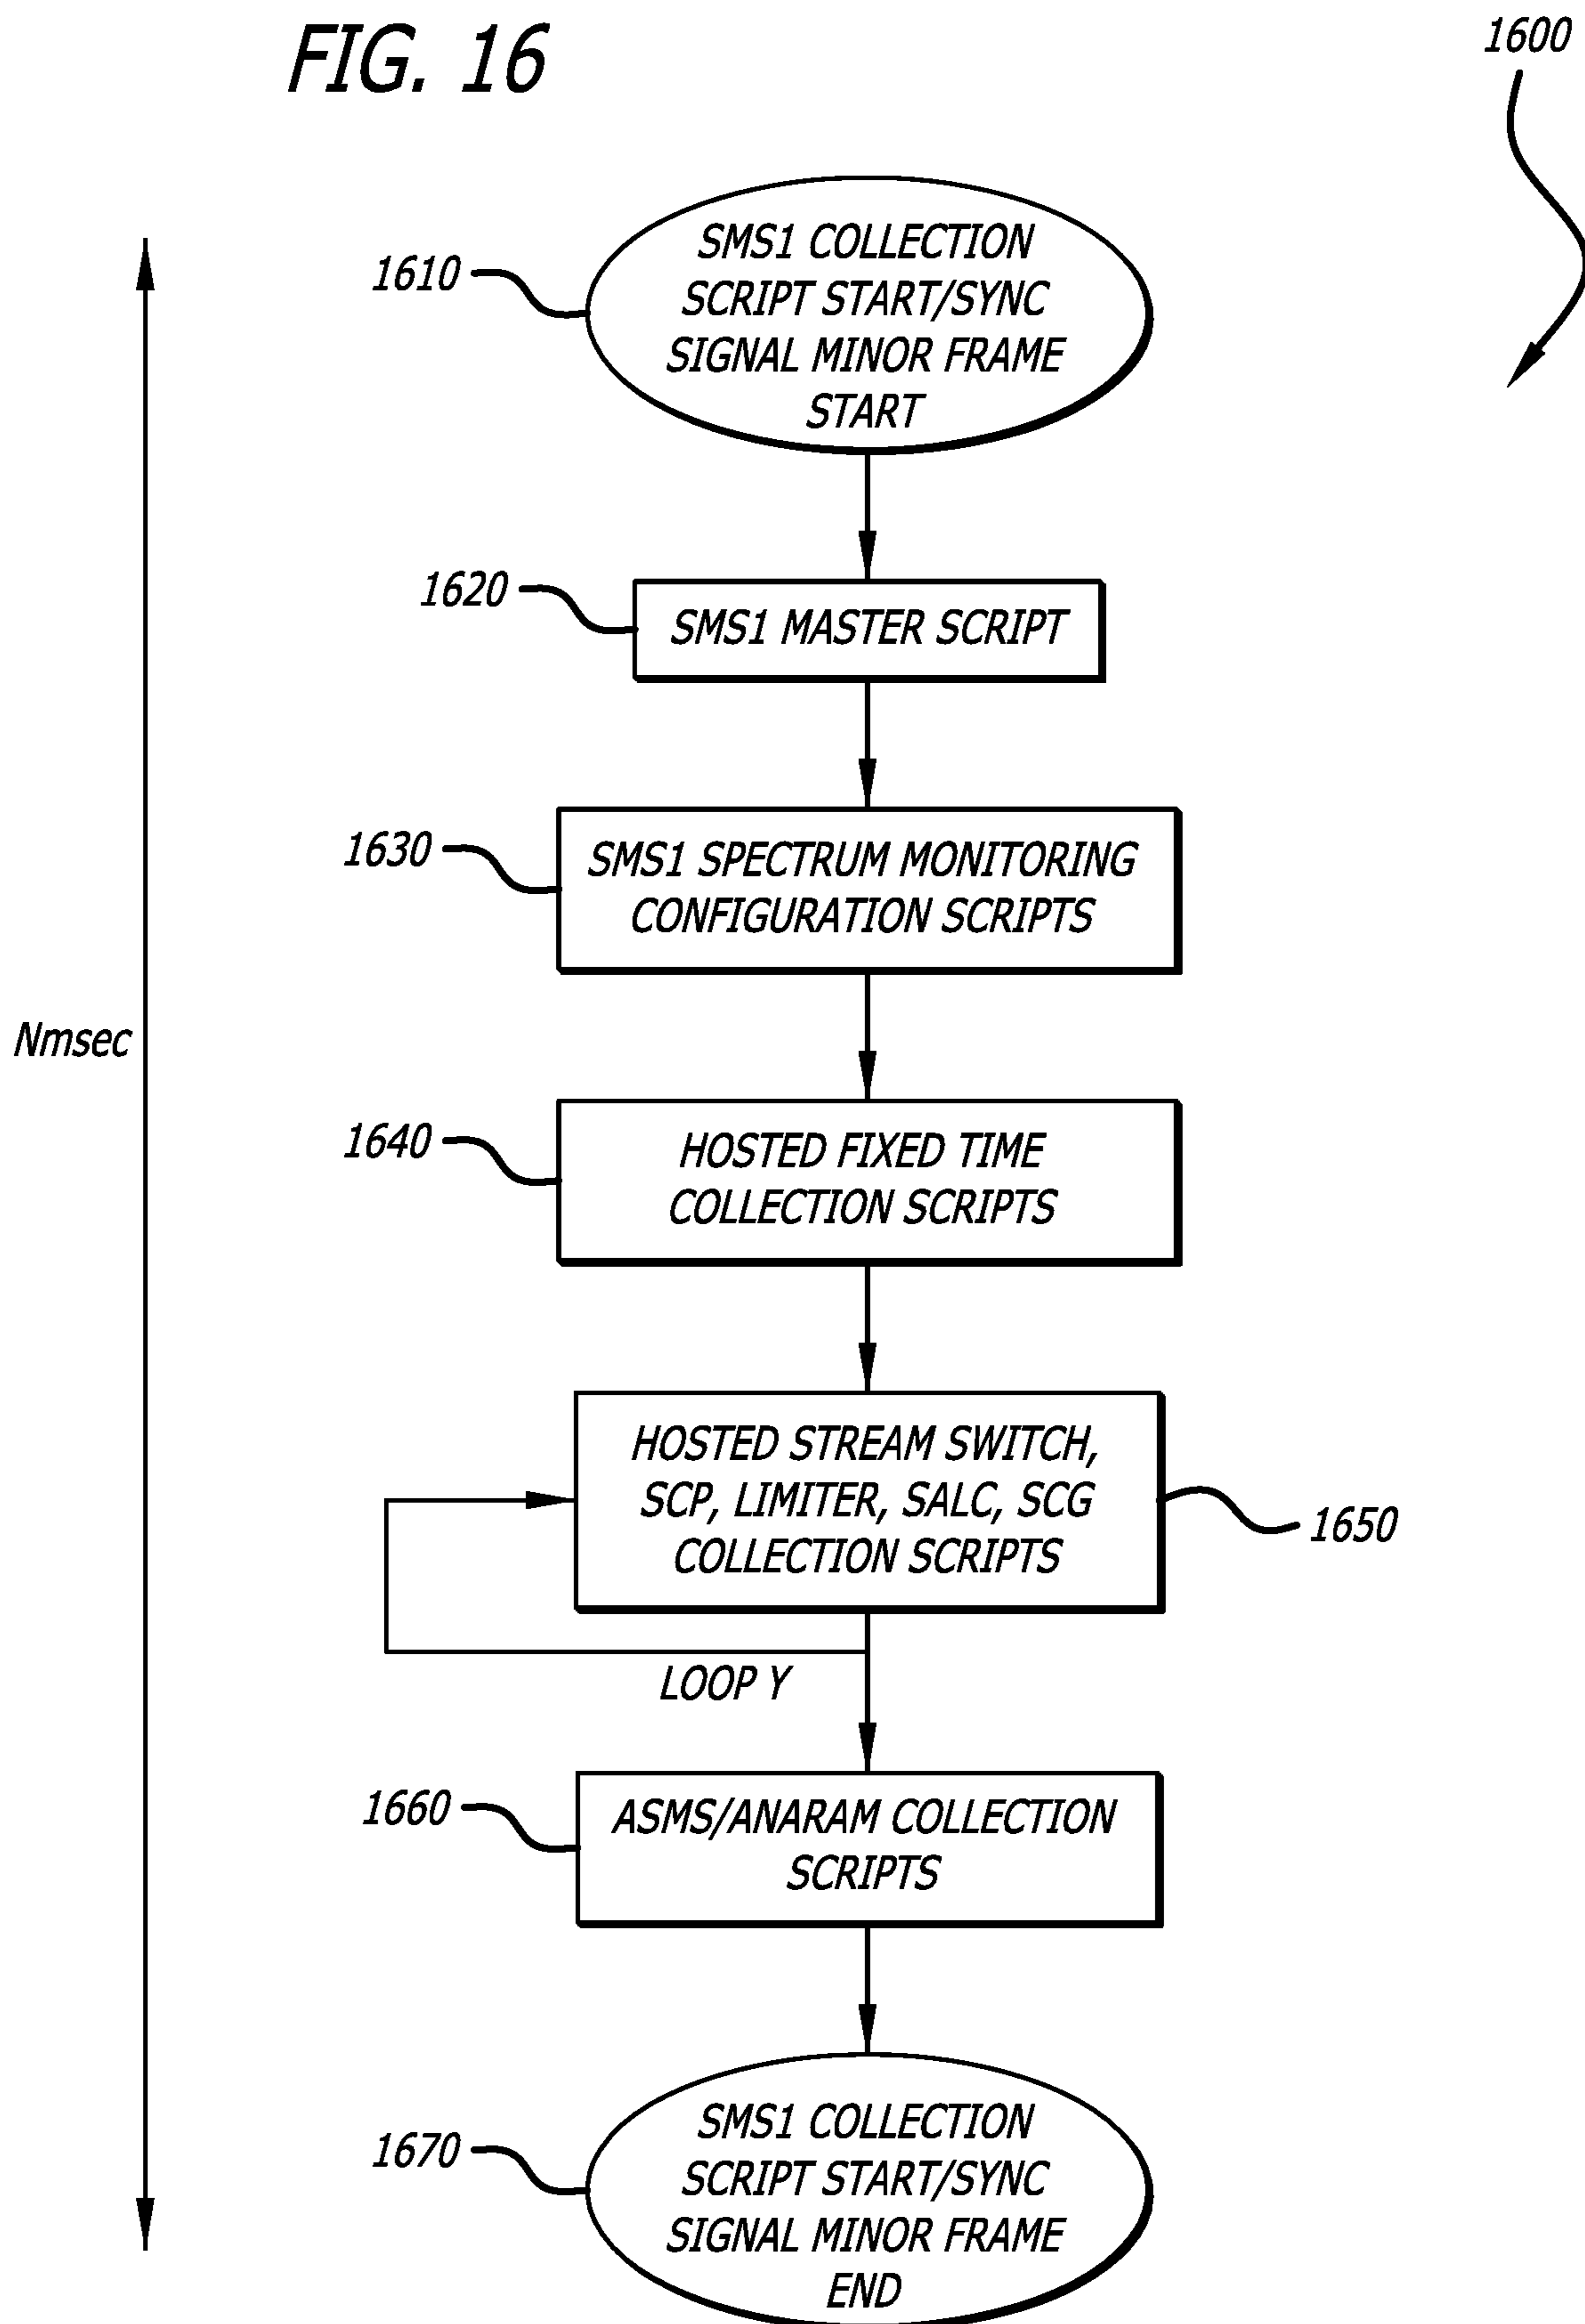 FIG. 16
1600
1610
SMS1 COLLECTION
SCRIPT START/SYNC
SIGNAL MINOR FRAME
START
1620
SMS1 MASTER SCRIPT
1630
SMS1 SPECTRUM MONITORING
CONFIGURATION SCRIPTS
Nmsec
1640
HOSTED FIXED TIME
COLLECTION SCRIPTS
HOSTED STREAM SWITCH,
SCP, LIMITER, SALC, SCG
COLLECTION SCRIPTS
1650
LOOP Y
1660
ASMS/ANARAM COLLECTION
SCRIPTS
1670
SMS1 COLLECTION
SCRIPT START/SYNC
SIGNAL MINOR FRAME
END